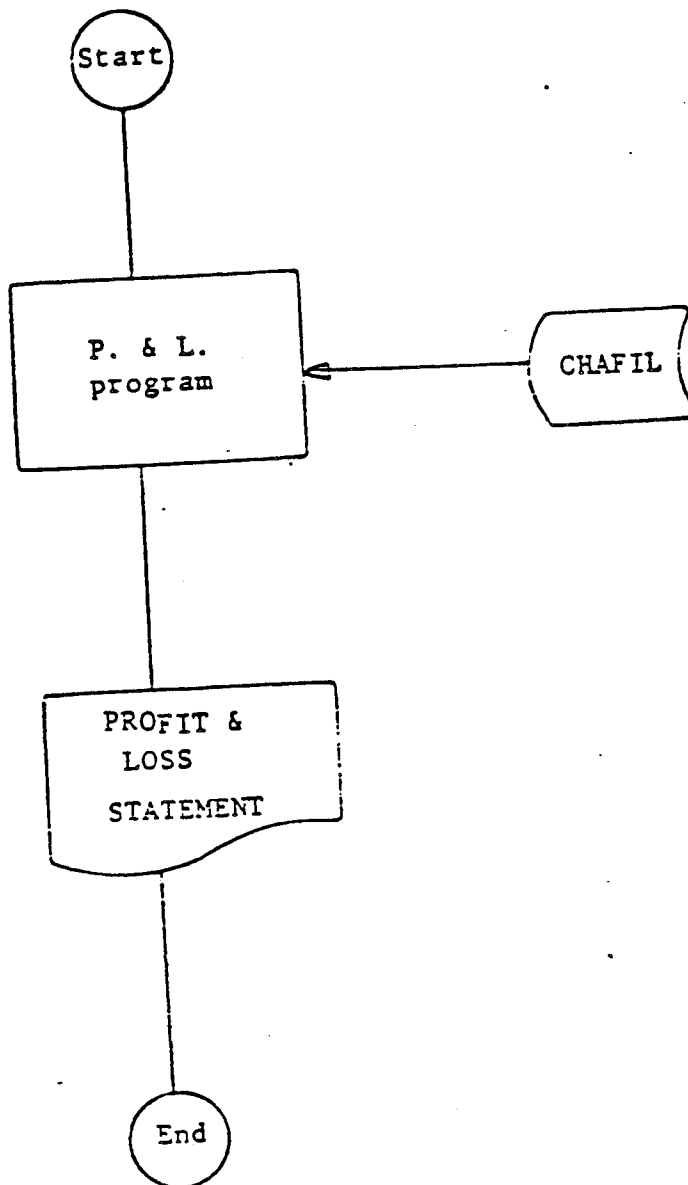 Start
P. & L.
program
CHAFIL
PROFIT &
LOSS
STATEMENT
End